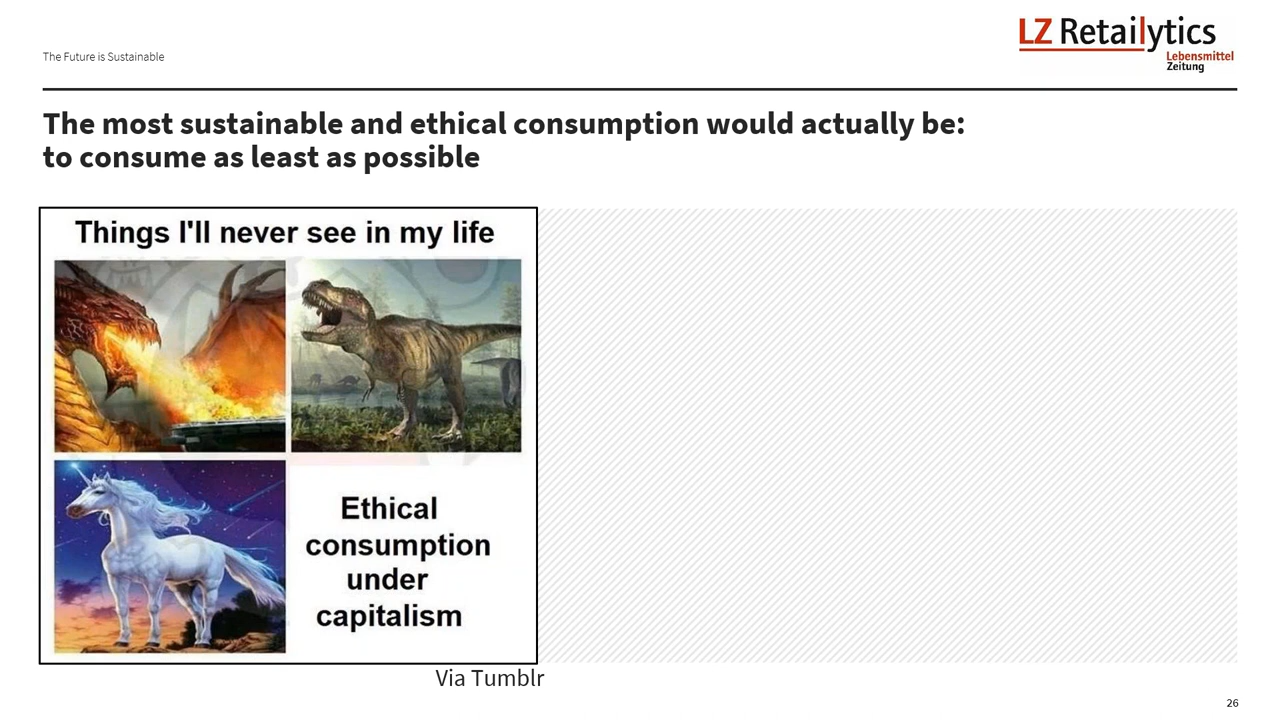 LZ Retailytics
Lebensmittel
Zeitung
The Future is Sustainable
The most sustainable and ethical consumption would actually be:
to consume as least as possible
Things I'll never see in my life
Ethical
consumption
under
capitalism
Via Tumblr
26